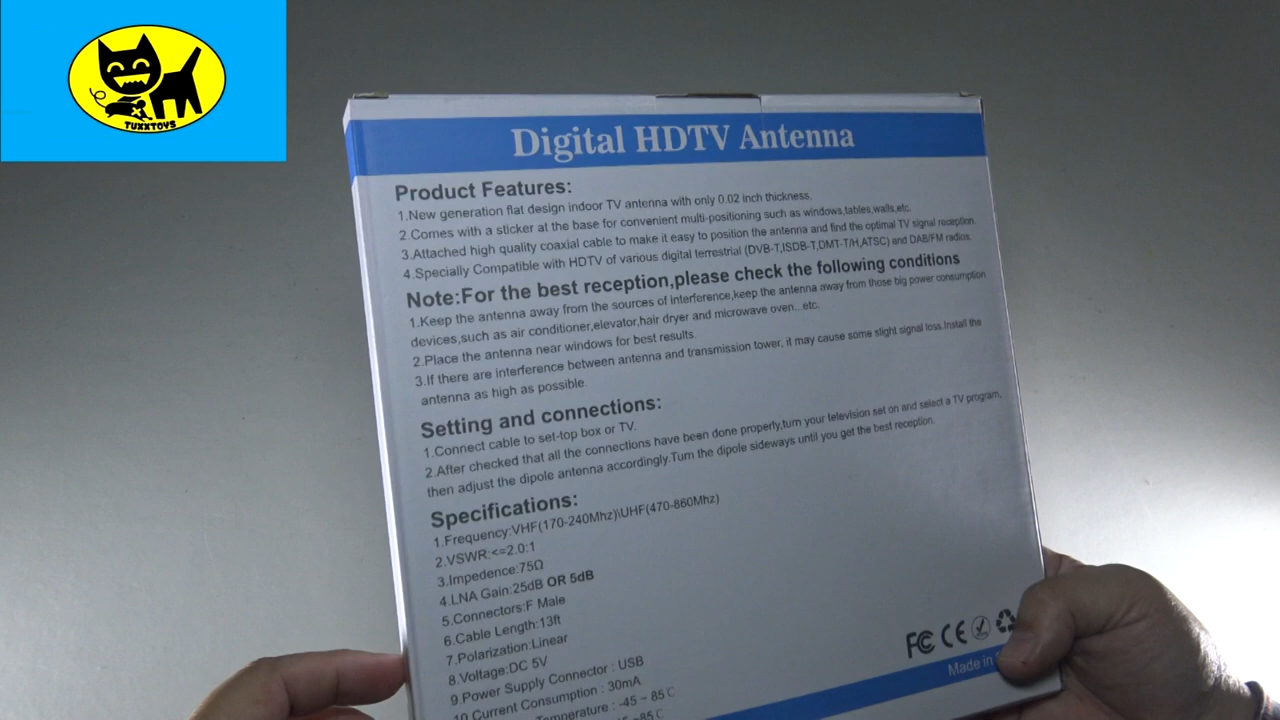 TUXXTOYS
Digital HDTV Antenna
Product Features:
1.New generation flat design indoor TV antenna with only 0.02 inch thickness.
2.Comes with a sticker at the base for convenient multi-positioning such as windows,tables,walls,etc.
3.Attached high quality coaxial cable to make it easy to position the antenna and find the optimal TV signal reception.
4.Specially Compatible with HDTV of various digital terrestrial (DVB-T,ISDB-T,DMT-T/H,ATSC) and DAB/FM radios.
Note:For the best reception,please check the following conditions
1.Keep the antenna away from the sources of interference,keep the antenna away from those big power consumption
devices,such as air conditioner,elevator,hair dryer and microwave oven...etc.
2.Place the antenna near windows for best results.
3.If there are interference between antenna and transmission tower, it may cause some slight signal loss.Install the
antenna as high as possible.
Setting and connections:
1.Connect cable to set-top box or TV.
2.After checked that all the connections have been done properly,turn your television set on and select a TV program,
then adjust the dipole antenna accordingly.Turn the dipole sideways until you get the best reception.
Specifications:
1.Frequency:VHF(170-240Mhz)\UHF(470-860Mhz)
2.VSWR:<=2.0:1
3.Impedence:75Ω
4.LNA Gain:25dB OR 5dB
5.Connectors:F Male
6.Cable Length:13ft
7.Polarization:Linear
8.Voltage:DC 5V
9.Power Supply Connector : USB
10.Current Consumption : 30mA
Temperature : -45 ~ 85℃
~85℃
FC CE
Made in